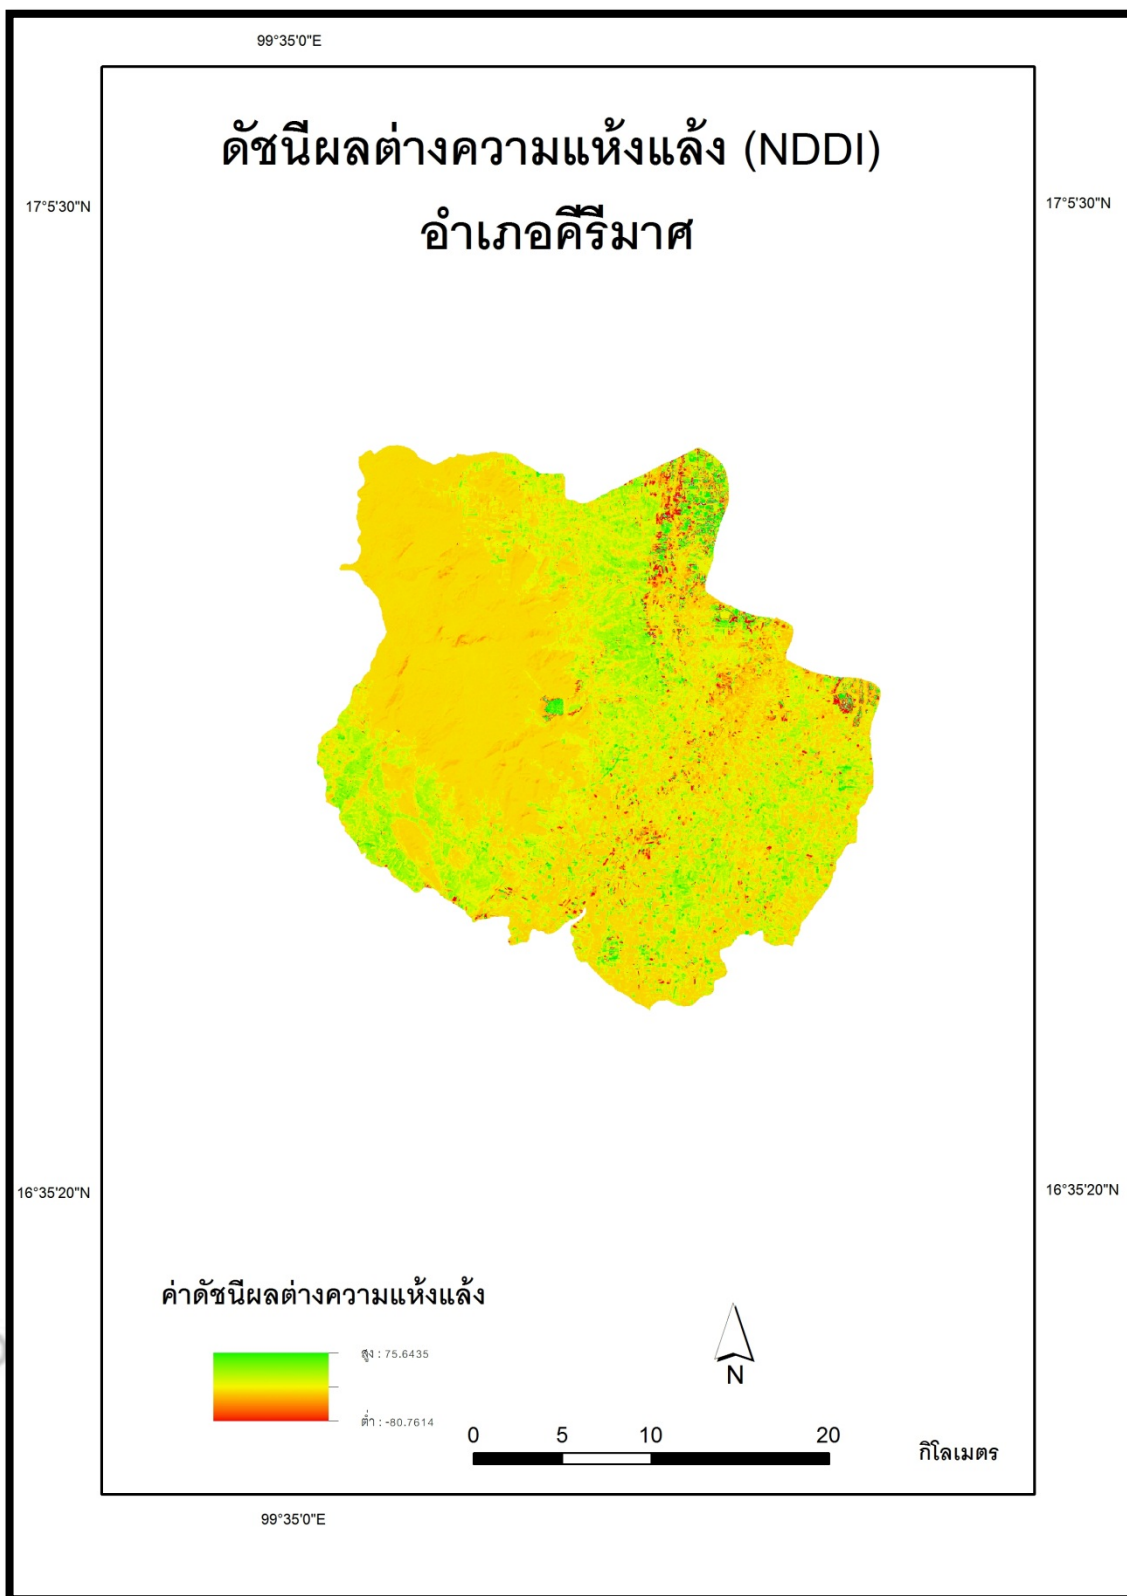 99°35'0"E
ดัชนีผลต่างความแห้งแล้ง (NDDI)
อำเภอคีรีมาศ
17°5'30"N
17°5'30"N
16°35'20"N
16°35'20"N
ค่าดัชนีผลต่างความแห้งแล้ง
สูง : 75.6435
ต่ำ : -80.7614
N
0 5 10 20
กิโลเมตร
99°35'0"E